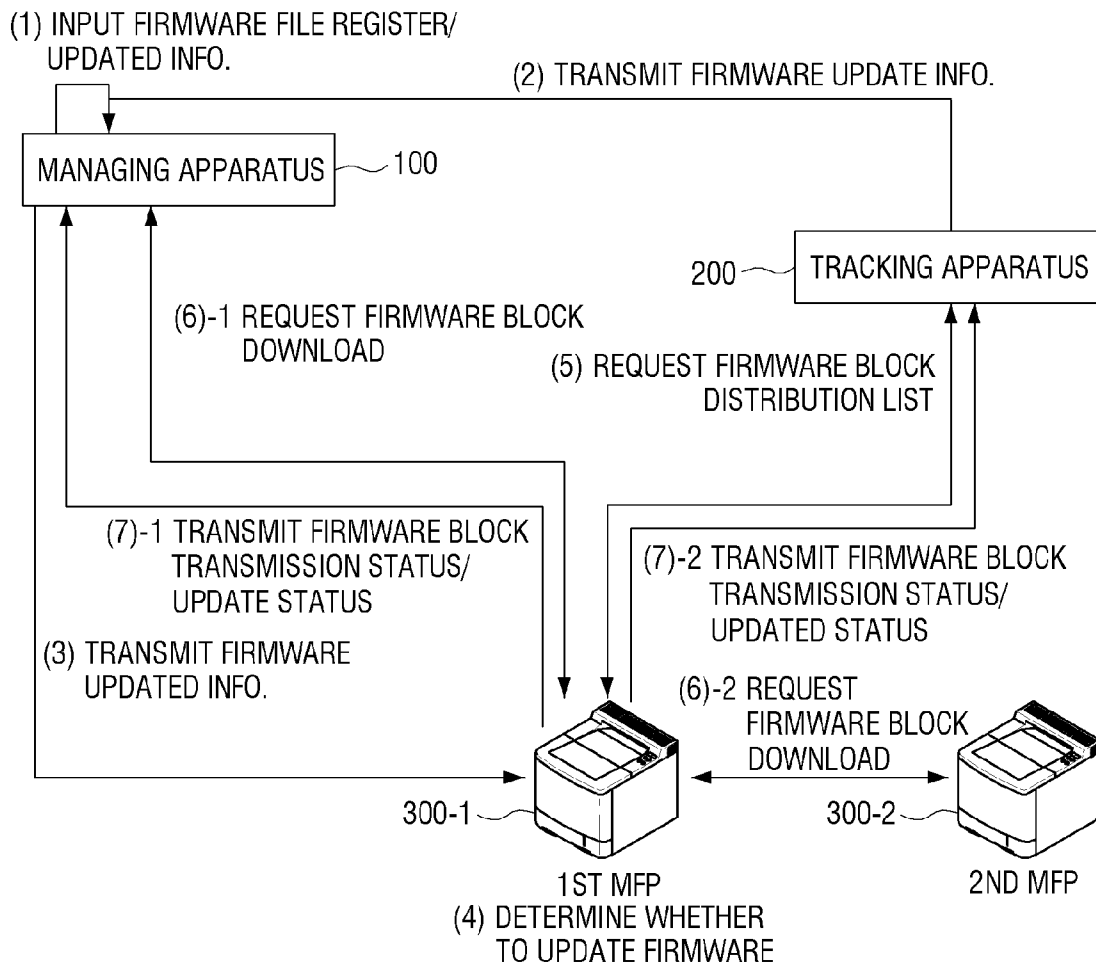 (1) INPUT FIRMWARE FILE REGISTER/
UPDATED INFO.
(2) TRANSMIT FIRMWARE UPDATE INFO.
MANAGING APPARATUS
100
200
TRACKING APPARATUS
(6)-1 REQUEST FIRMWARE BLOCK
DOWNLOAD
(5) REQUEST FIRMWARE BLOCK
DISTRIBUTION LIST
(7)-1 TRANSMIT FIRMWARE BLOCK
TRANSMISSION STATUS/
UPDATE STATUS
(7)-2 TRANSMIT FIRMWARE BLOCK
TRANSMISSION STATUS/
UPDATED STATUS
(3) TRANSMIT FIRMWARE
UPDATED INFO.
(6)-2 REQUEST
FIRMWARE BLOCK
DOWNLOAD
300-1
300-2
1ST MFP
2ND MFP
(4) DETERMINE WHETHER
TO UPDATE FIRMWARE